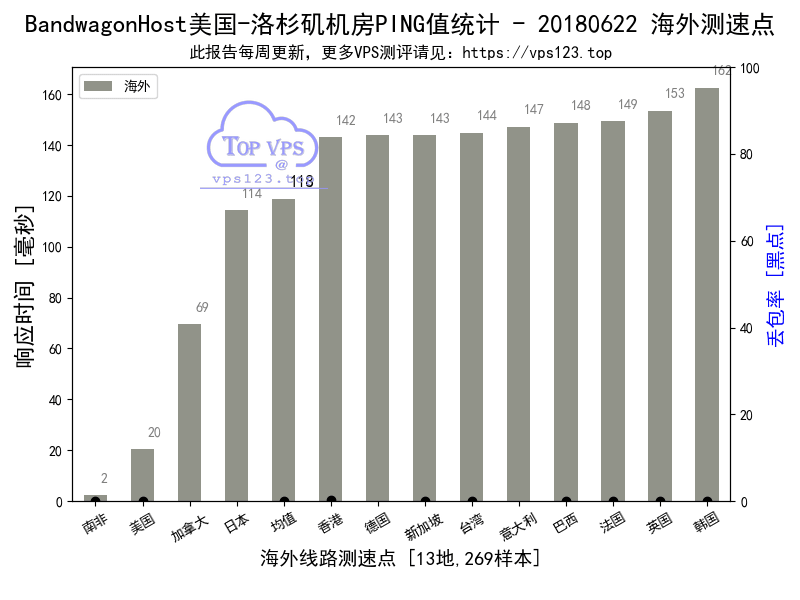 BandwagonHost美国-洛杉矶机房PING值统计 - 20180622 海外测速点
此报告每周更新，更多VPS测评请见：https://vps123.top
海外
TOP VPS
@
vps123.top
响应时间 [毫秒]
丢包率 [黑点]
160
140
120
100
80
60
40
20
0
100
80
60
40
20
0
2
20
69
114
118
142
143
143
144
147
148
149
153
162
南非
美国
加拿大
日本
均值
香港
德国
新加坡
台湾
意大利
巴西
法国
英国
韩国
海外线路测速点 [13地,269样本]